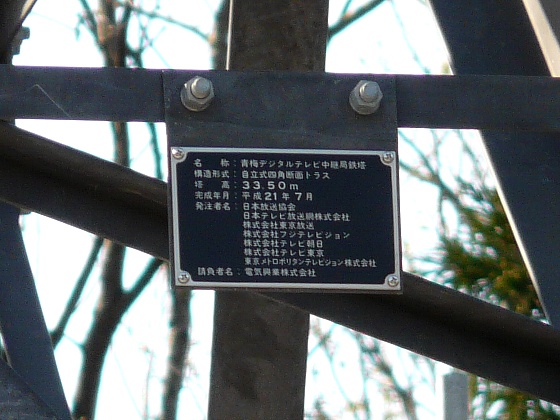 名　　称：青梅デジタルテレビ中継局鉄塔
構造形式：自立式四角断面トラス
塔　　高：33.50m
完成年月：平成21年7月
発注者名：日本放送協会
日本テレビ放送網株式会社
株式会社東京放送
株式会社フジテレビジョン
株式会社テレビ朝日
株式会社テレビ東京
東京メトロポリタンテレビジョン株式会社
請負者名：電気興業株式会社